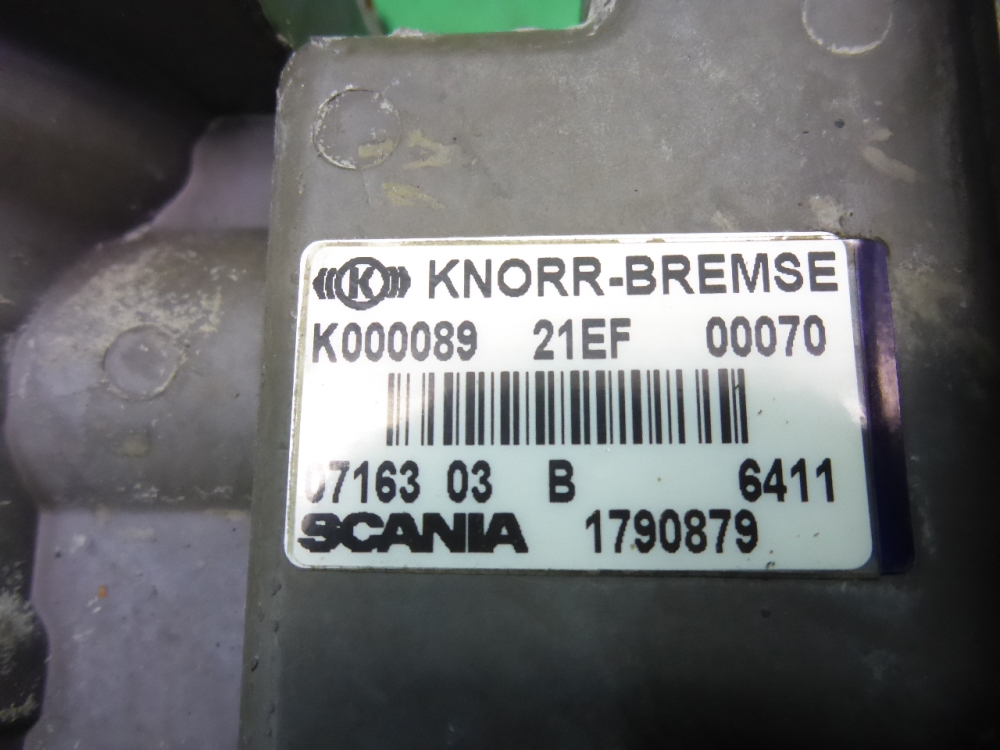 K KNORR-BREMSE
K000089 21EF 00070
07163 03 B 6411
SCANIA 1790879